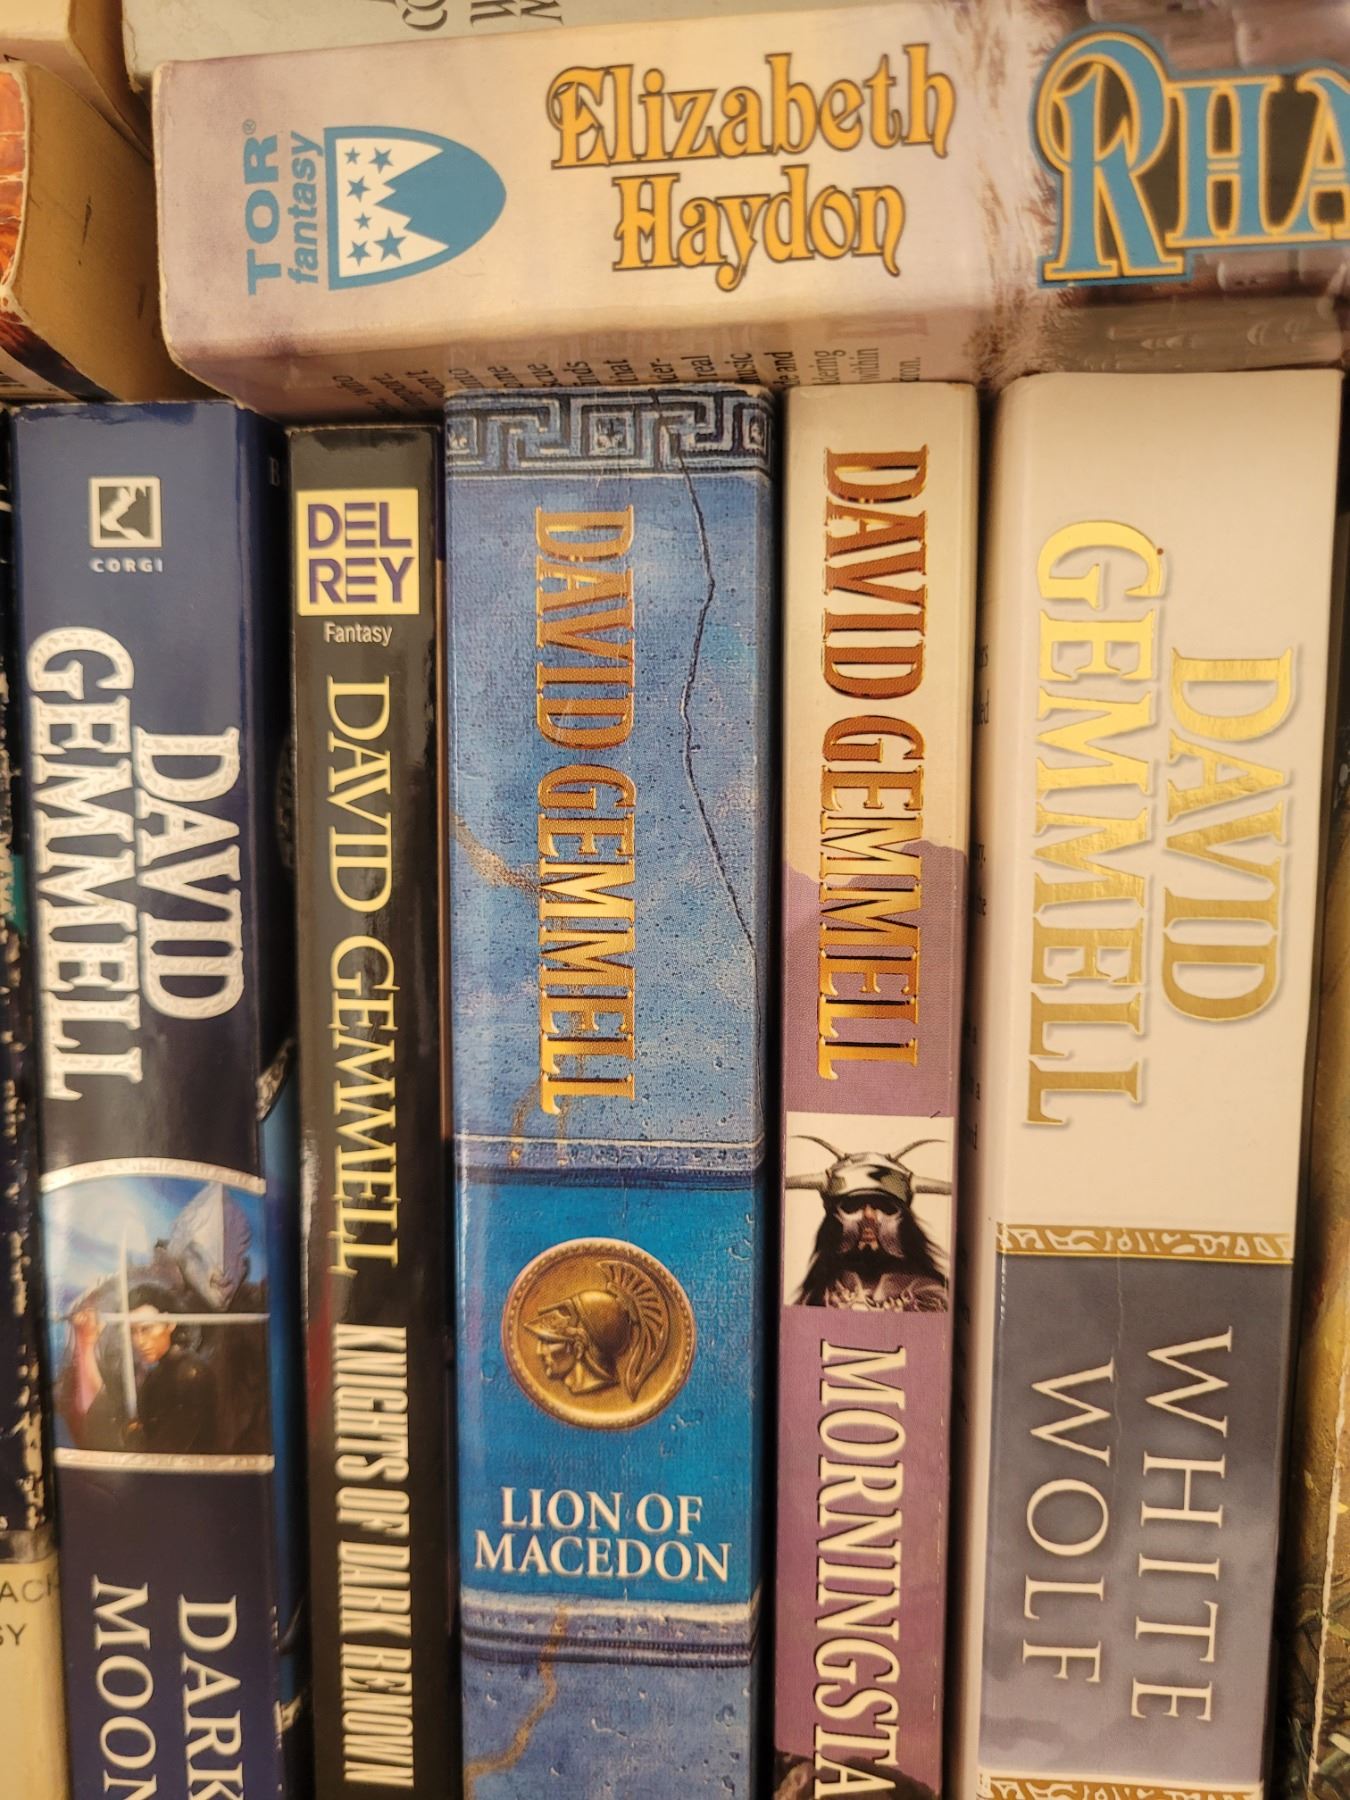 TOR®
fantasy
Elizabeth
Haydon
RHA
CORGI
DAVID
GEMMELL
DARK
MOON
DEL
REY
Fantasy
DAVID GEMMELL KNIGHTS OF DARK RENOWN
DAVID GEMMELL
LION OF
MACEDON
DAVID GEMMELL
MORNINGSTA
DAVID
GEMMELL
WHITE
WOLF